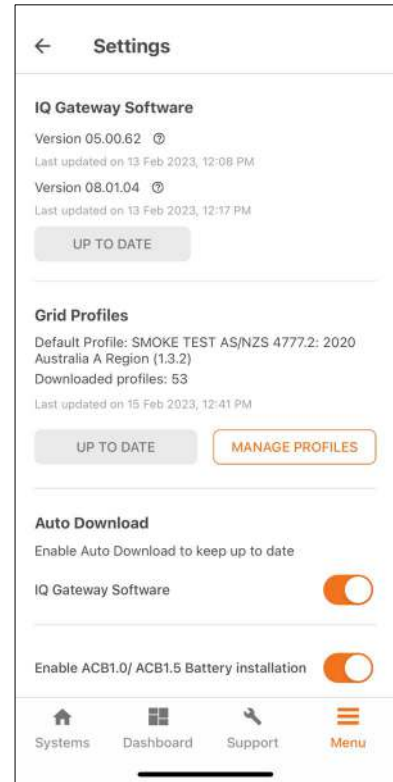 Settings
IQ Gateway Software
Version 05.00.62
Last updated on 13 Feb 2023, 12:08 PM
Version 08.01.04
Last updated on 13 Feb 2023, 12:17 PM
UP TO DATE
Grid Profiles
Default Profile: SMOKE TEST AS/NZS 4777.2: 2020
Australia A Region (1.3.2)
Downloaded profiles: 53
Last updated on 15 Feb 2023, 12:41 PM
UP TO DATE
MANAGE PROFILES
Auto Download
Enable Auto Download to keep up to date
IQ Gateway Software
Enable ACB1.0/ ACB1.5 Battery installation
Systems
Dashboard
Support
Menu